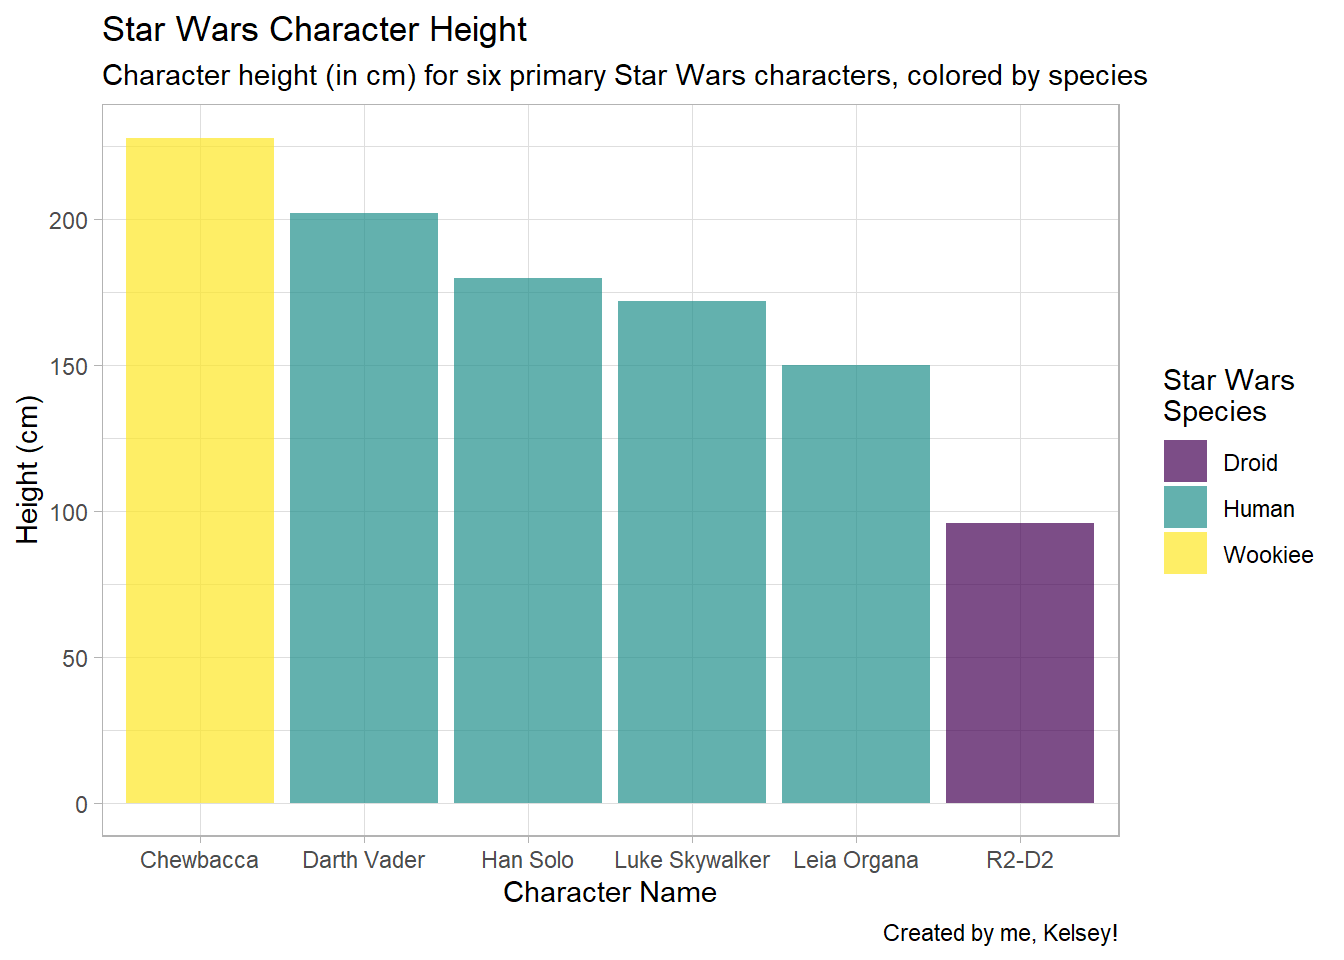 Star Wars Character Height
Character height (in cm) for six primary Star Wars characters, colored by species
200
150
100
50
0
Height (cm)
Chewbacca
Darth Vader
Han Solo
Luke Skywalker
Leia Organa
R2-D2
Character Name
Star Wars
Species
Droid
Human
Wookiee
Created by me, Kelsey!